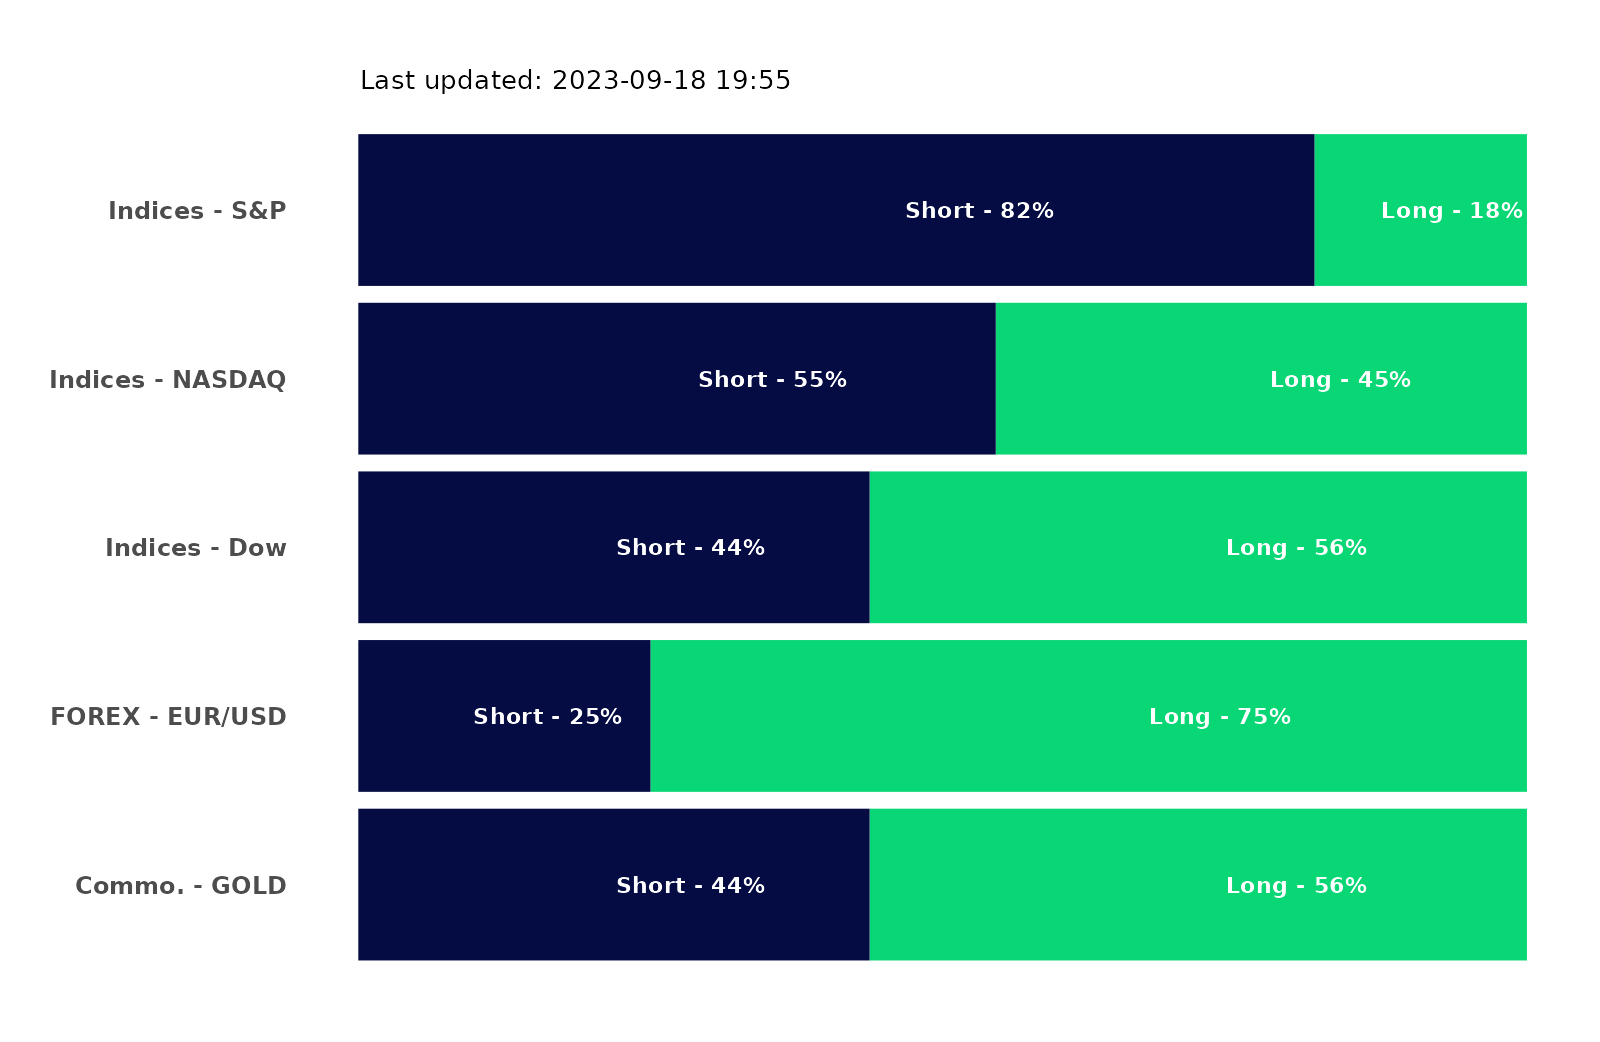 Last updated: 2023-09-18 19:55
Indices - S&P Short - 82% Long - 18%
Indices - NASDAQ Short - 55% Long - 45%
Indices - Dow Short - 44% Long - 56%
FOREX - EUR/USD Short - 25% Long - 75%
Commo. - GOLD Short - 44% Long - 56%